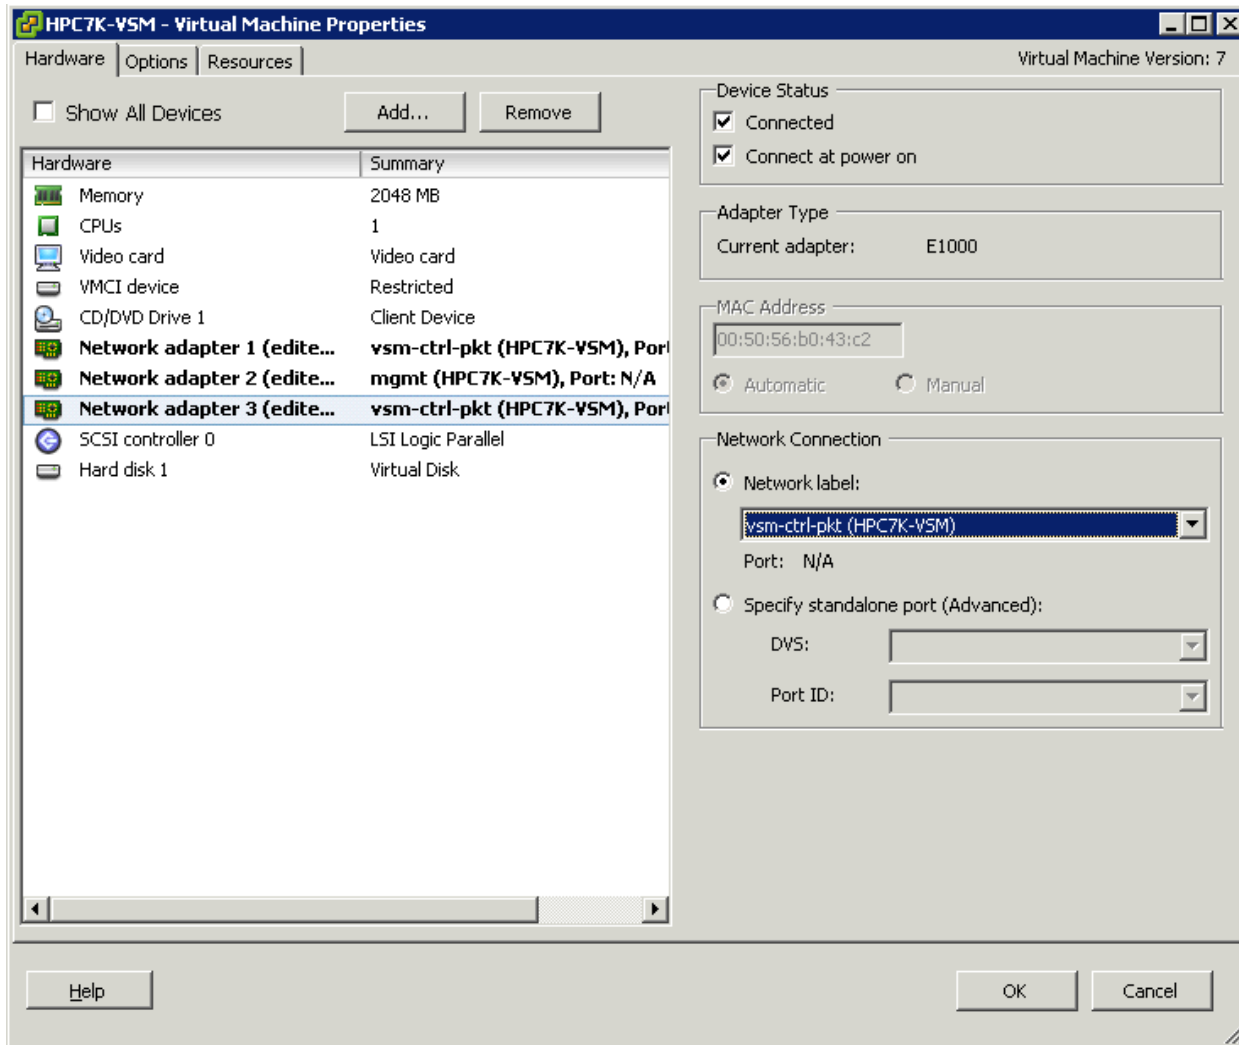 HPC7K-VSM - Virtual Machine Properties
Hardware Options Resources Virtual Machine Version: 7
Show All Devices Add... Remove
Hardware Summary
Memory 2048 MB
CPUs 1
Video card Video card
VMCI device Restricted
CD/DVD Drive 1 Client Device
Network adapter 1 (edite... vsm-ctrl-pkt (HPC7K-VSM), Port
Network adapter 2 (edite... mgmt (HPC7K-VSM), Port: N/A
Network adapter 3 (edite... vsm-ctrl-pkt (HPC7K-VSM), Port
SCSI controller 0 LSI Logic Parallel
Hard disk 1 Virtual Disk
Device Status
Connected
Connect at power on
Adapter Type
Current adapter: E1000
MAC Address
00:50:56:b0:43:c2
Automatic Manual
Network Connection
Network label:
vsm-ctrl-pkt (HPC7K-VSM)
Port: N/A
Specify standalone port (Advanced):
DVS:
Port ID:
Help OK Cancel